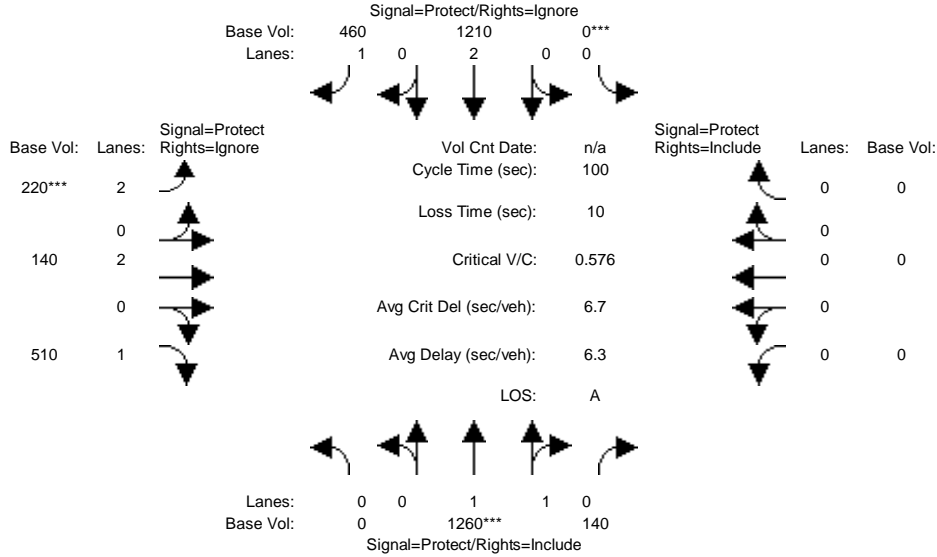 Signal=Protect/Rights=Ignore
Base Vol: 460 1210 0***
Lanes: 1 0 2 0 0
Signal=Protect
Base Vol: Lanes: Rights=Ignore
Vol Cnt Date: n/a
Signal=Protect
Rights=Include Lanes: Base Vol:
Cycle Time (sec): 100
220*** 2
0 0
Loss Time (sec): 10
0
0
140 2
Critical V/C: 0.576
0 0
0
Avg Crit Del (sec/veh): 6.7
0
510 1
Avg Delay (sec/veh): 6.3
0 0
LOS: A
Lanes: 0 0 1 1 0
Base Vol: 0 1260*** 140
Signal=Protect/Rights=Include